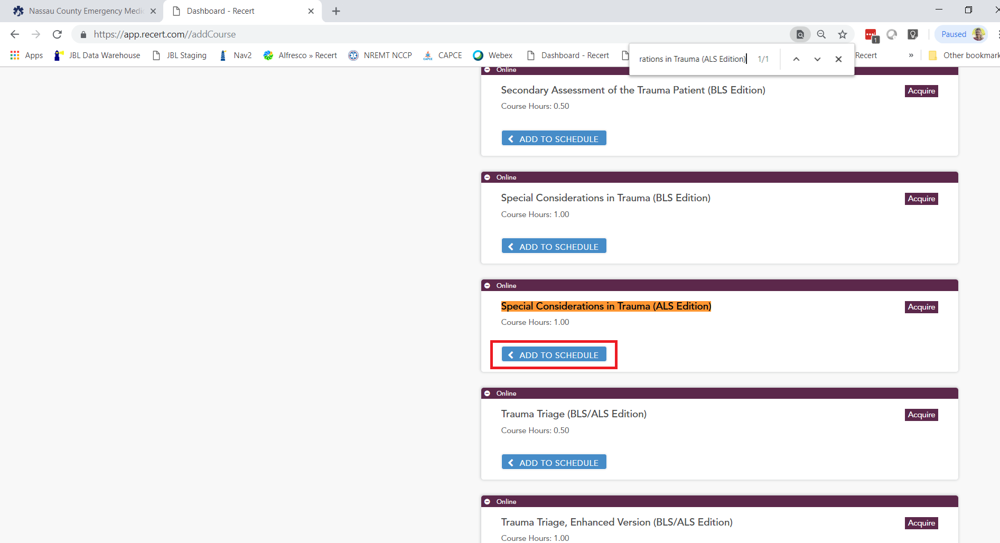 Nassau County Emergency Medic
Dashboard - Recert
https://app.recert.com//addCourse
1
Paused
Apps
JBL Data Warehouse
JBL Staging
Nav2
Alfresco » Recert
NREMT NCCP
CAPCE
CAPCE
Webex
Dashboard - Recert
rations in Trauma (ALS Edition)
1/1
Recert
»
Other bookmark
Online
Secondary Assessment of the Trauma Patient (BLS Edition)
Acquire
Course Hours: 0.50
ADD TO SCHEDULE
Online
Special Considerations in Trauma (BLS Edition)
Acquire
Course Hours: 1.00
ADD TO SCHEDULE
Online
Special Considerations in Trauma (ALS Edition)
Acquire
Course Hours: 1.00
ADD TO SCHEDULE
Online
Trauma Triage (BLS/ALS Edition)
Acquire
Course Hours: 0.50
ADD TO SCHEDULE
Online
Trauma Triage, Enhanced Version (BLS/ALS Edition)
Acquire
Course Hours: 1.00